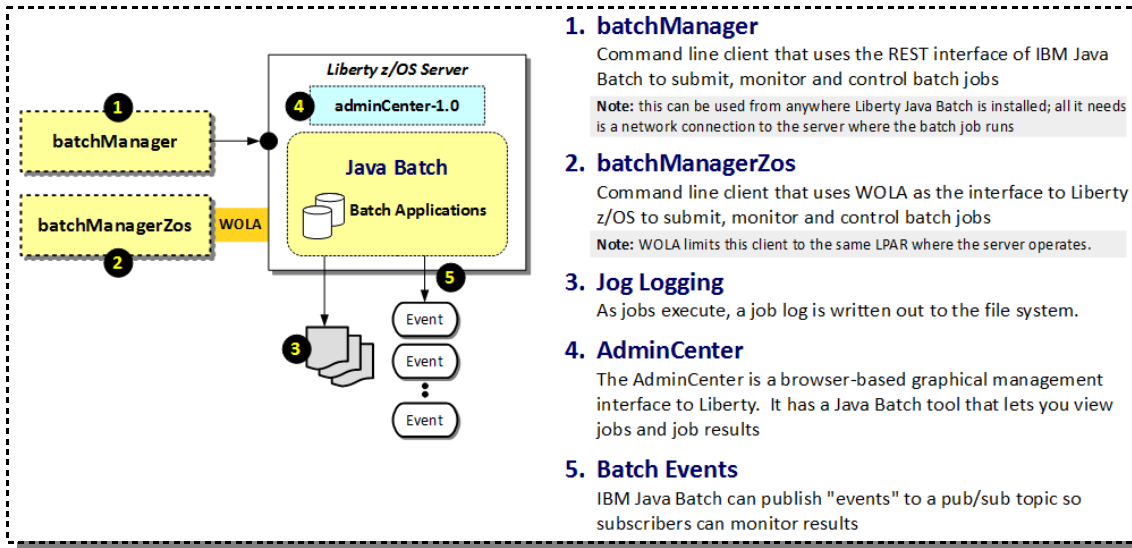 Liberty z/OS Server
4
adminCenter-1.0
1
batchManager
Java Batch
Batch Applications
batchManagerZos
WOLA
2
5
Event
3
Event
Event
1. batchManager
Command line client that uses the REST interface of IBM Java
Batch to submit, monitor and control batch jobs
Note: this can be used from anywhere Liberty Java Batch is installed; all it needs
is a network connection to the server where the batch job runs
2. batchManagerZos
Command line client that uses WOLA as the interface to Liberty
z/OS to submit, monitor and control batch jobs
Note: WOLA limits this client to the same LPAR where the server operates.
3. Jog Logging
As jobs execute, a job log is written out to the file system.
4. AdminCenter
The AdminCenter is a browser-based graphical management
interface to Liberty. It has a Java Batch tool that lets you view
jobs and job results
5. Batch Events
IBM Java Batch can publish "events" to a pub/sub topic so
subscribers can monitor results